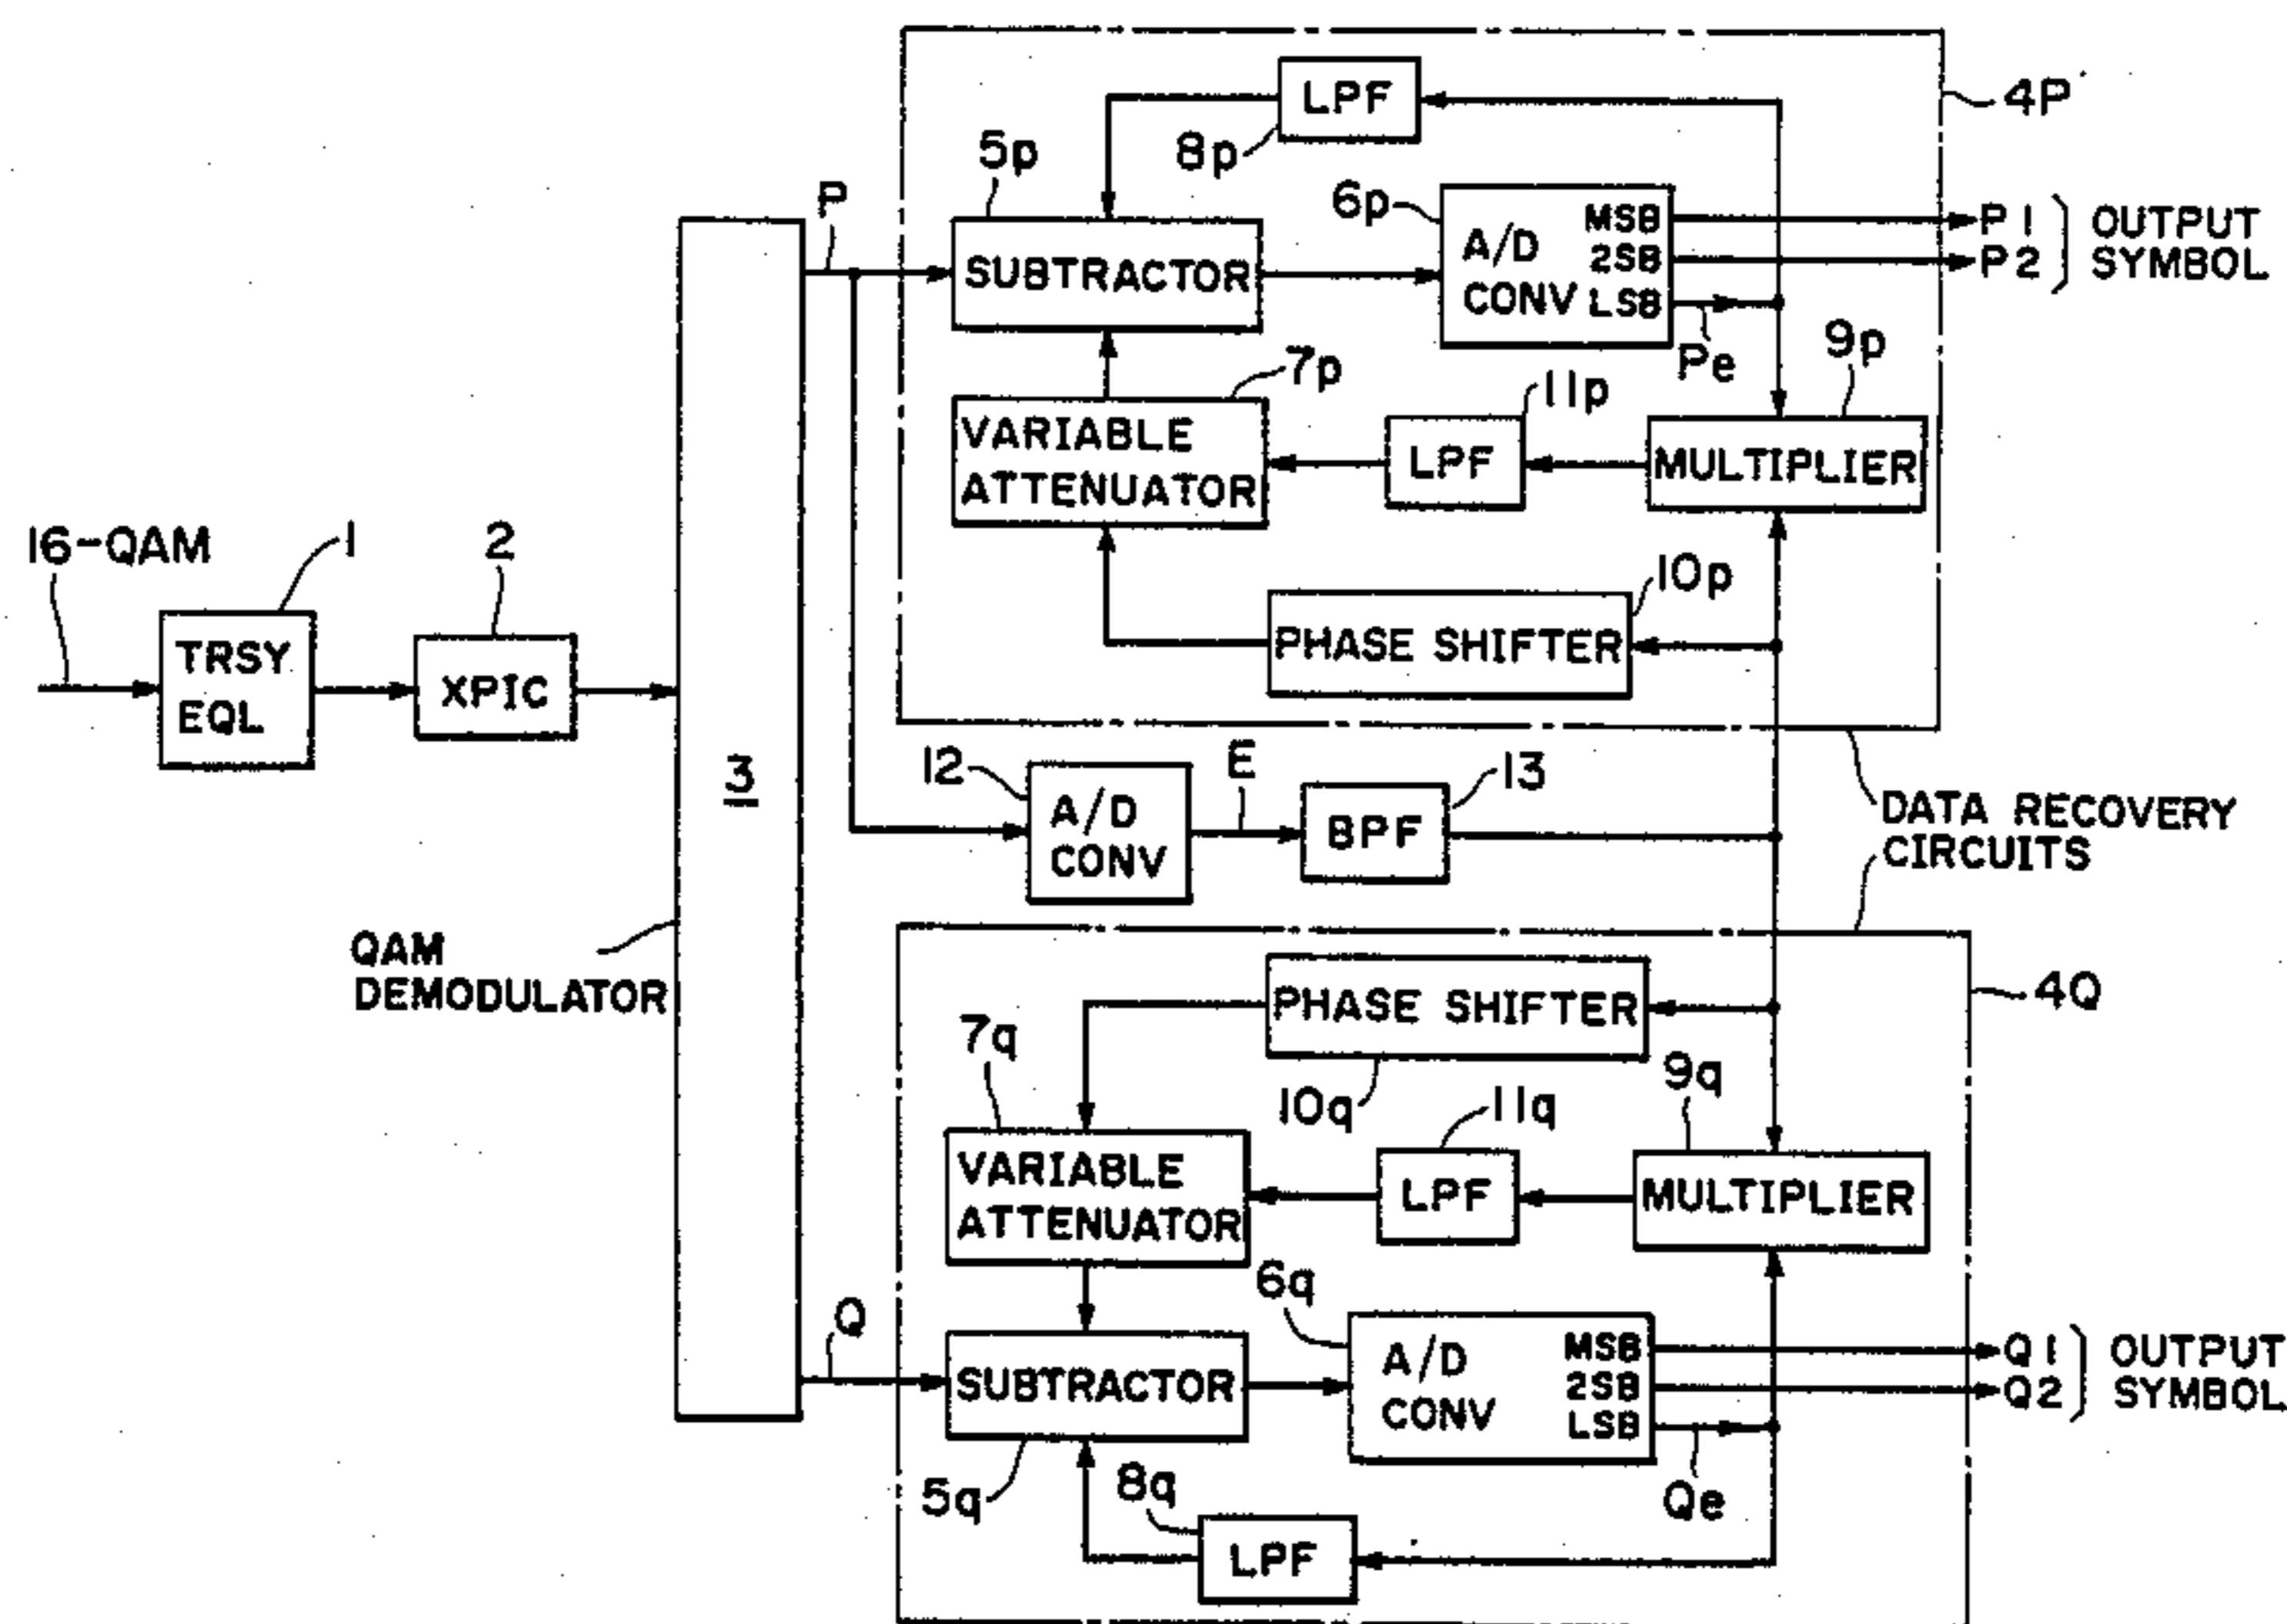 LPF
4P
8p
5p
P
6p
MSB
P1
OUTPUT
A/D
2SB
P2
SYMBOL
SUBTRACTOR
CONV
LSB
Pe
9p
7p
11p
VARIABLE
ATTENUATOR
LPF
MULTIPLIER
16-QAM
1
2
10p
TRSY
EQL
XPIC
PHASE SHIFTER
3
12
E
13
A/D
CONV
BPF
DATA RECOVERY
CIRCUITS
QAM
DEMODULATOR
PHASE SHIFTER
4Q
7q
10q
11q
9q
VARIABLE
ATTENUATOR
LPF
MULTIPLIER
6q
Q
MSB
Q1
OUTPUT
A/D
2SB
Q2
SYMBOL
SUBTRACTOR
CONV
LSB
5q
8q
Qe
LPF